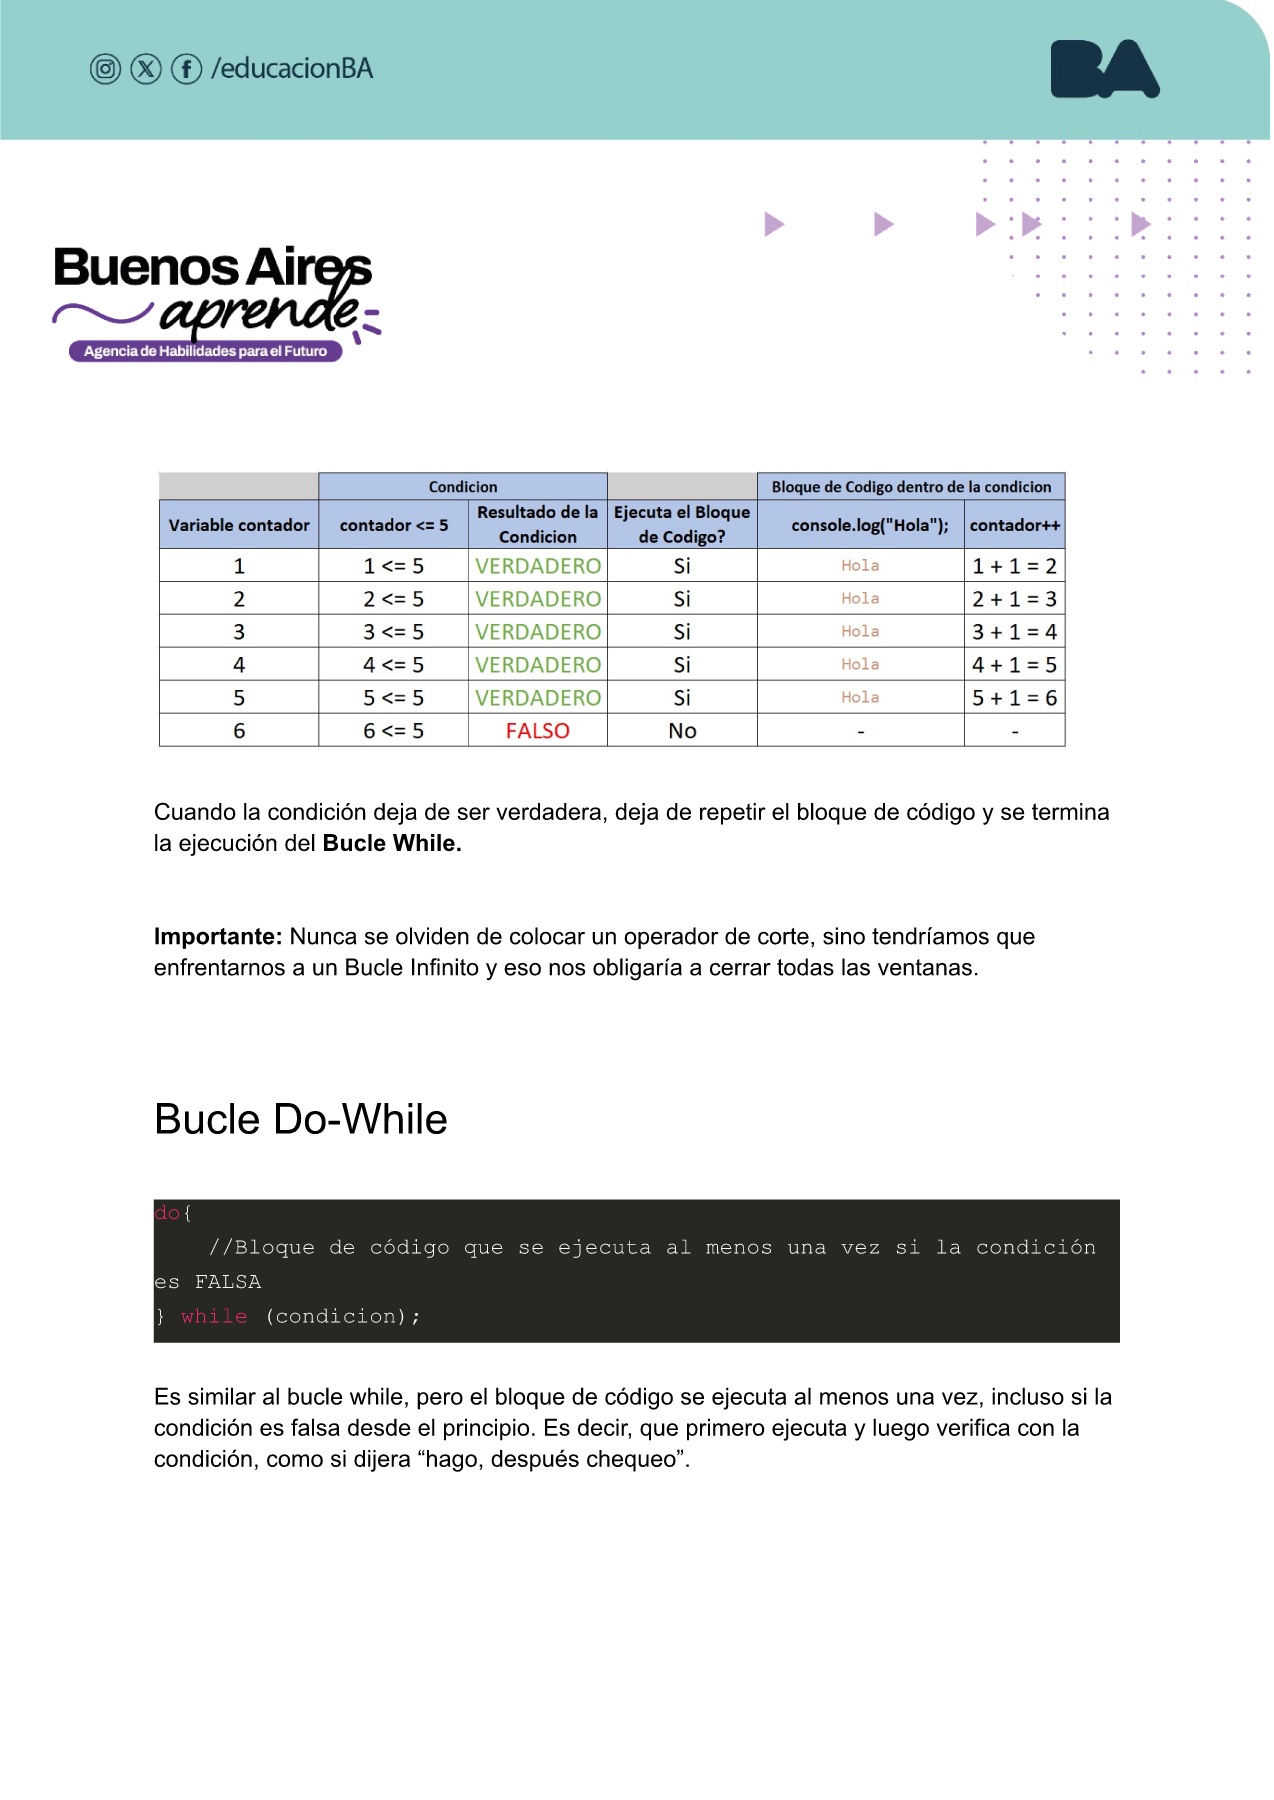 /educacionBA
BA
Buenos Aires
aprende
Agencia de Habilidades para el Futuro
Condicion Bloque de Codigo dentro de la condicion
Variable contador contador <= 5 Resultado de la Condicion Ejecuta el Bloque de Codigo? console.log("Hola"); contador++
1 1 <= 5 VERDADERO Si Hola 1 + 1 = 2
2 2 <= 5 VERDADERO Si Hola 2 + 1 = 3
3 3 <= 5 VERDADERO Si Hola 3 + 1 = 4
4 4 <= 5 VERDADERO Si Hola 4 + 1 = 5
5 5 <= 5 VERDADERO Si Hola 5 + 1 = 6
6 6 <= 5 FALSO No - -
Cuando la condición deja de ser verdadera, deja de repetir el bloque de código y se termina
la ejecución del Bucle While.
Importante: Nunca se olviden de colocar un operador de corte, sino tendríamos que
enfrentarnos a un Bucle Infinito y eso nos obligaría a cerrar todas las ventanas.
Bucle Do-While
do{
//Bloque de código que se ejecuta al menos una vez si la condición
es FALSA
} while (condicion);
Es similar al bucle while, pero el bloque de código se ejecuta al menos una vez, incluso si la
condición es falsa desde el principio. Es decir, que primero ejecuta y luego verifica con la
condición, como si dijera “hago, después chequeo”.